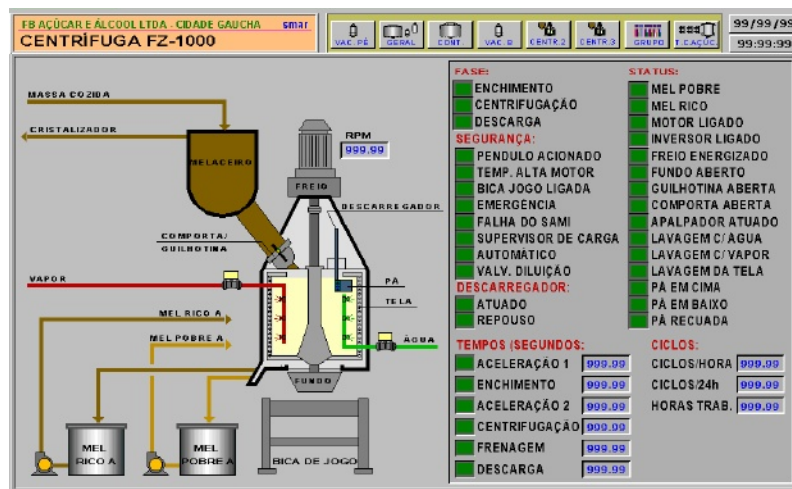 FB AÇÚCAR E ÁLCOOL LTDA - CIDADE GAUCHA smar
CENTRÍFUGA FZ-1000
VAC. PÉ GERAL CONT. VAC. B CENTR.2 CENTR.3 GRUPO T.C.AÇUC
99/99/99
99:99:99
MASSA COZIDA
CRISTALIZADOR
MELACEIRO
RPM
999.99
FREIO
DESCARREGADOR
COMPORTA/
GUILHOTINA
VAPOR
PÁ
TELA
MEL RICO A
MEL POBRE A
ÁGUA
FUNDO
MEL
RICO A
MEL
POBRE A
BICA DE JOGO
FASE:
ENCHIMENTO
CENTRIFUGAÇÃO
DESCARGA
SEGURANÇA:
PENDULO ACIONADO
TEMP. ALTA MOTOR
BICA JOGO LIGADA
EMERGÊNCIA
FALHA DO SAMI
SUPERVISOR DE CARGA
AUTOMÁTICO
VALV. DILUIÇÃO
DESCARREGADOR:
ATUADO
REPOUSO
STATUS:
MEL POBRE
MEL RICO
MOTOR LIGADO
INVERSOR LIGADO
FREIO ENERGIZADO
FUNDO ABERTO
GUILHOTINA ABERTA
COMPORTA ABERTA
APALPADOR ATUADO
LAVAGEM C/ AGUA
LAVAGEM C/ VAPOR
LAVAGEM DA TELA
PÁ EM CIMA
PÁ EM BAIXO
PÁ RECUADA
TEMPOS (SEGUNDOS:
ACELERAÇÃO 1 999.99
ENCHIMENTO 999.99
ACELERAÇÃO 2 999.99
CENTRIFUGAÇÃO 999.99
FRENAGEM 999.99
DESCARGA 999.99
CICLOS:
CICLOS/HORA 999.99
CICLOS/24h 999.99
HORAS TRAB. 999.99